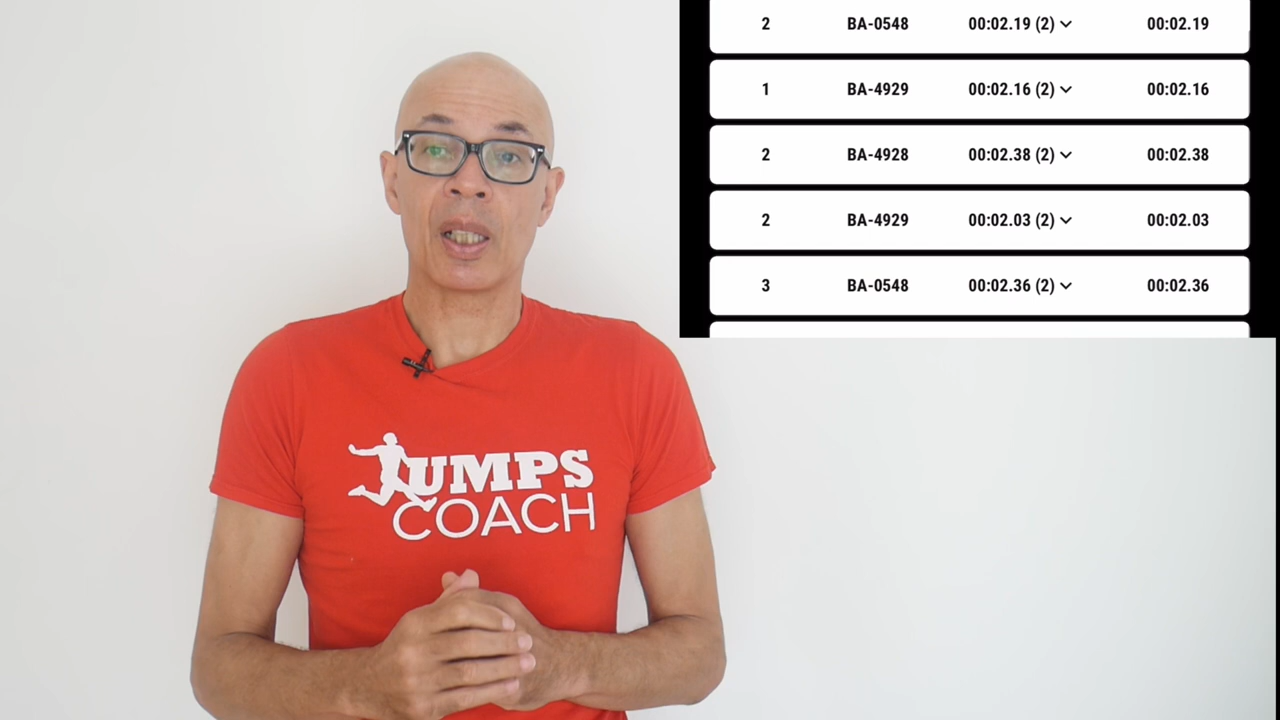 2 BA-0548 00:02.19 (2) 00:02.19
1 BA-4929 00:02.16 (2) 00:02.16
2 BA-4928 00:02.38 (2) 00:02.38
2 BA-4929 00:02.03 (2) 00:02.03
3 BA-0548 00:02.36 (2) 00:02.36
JUMPS
COACH